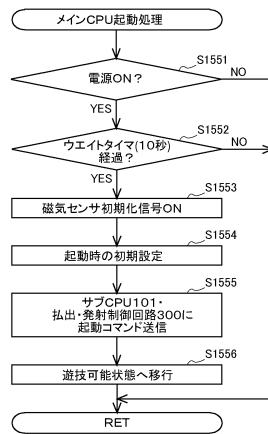 メインCPU起動処理
S1551
電源ON？
NO
YES
S1552
ウエイトタイマ(10秒)
経過？
NO
YES
S1553
磁気センサ初期化信号ON
S1554
起動時の初期設定
S1555
サブCPU101・
払出・発射制御回路300に
起動コマンド送信
S1556
遊技可能状態へ移行
RET